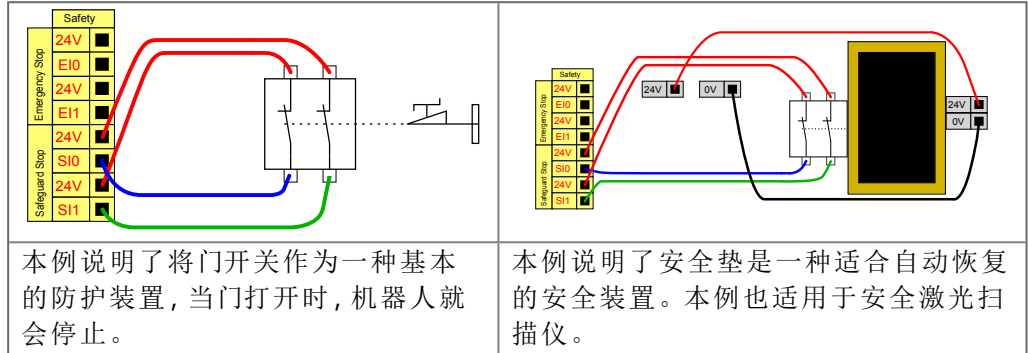 Safety
Emergency Stop
24V
EI0
24V
EI1
Safeguard Stop
24V
SI0
24V
SI1
Safety
Emergency Stop
24V
EI0
24V
EI1
Safeguard Stop
24V
SI0
24V
SI1
24V
0V
24V
0V
本例说明了将门开关作为一种基本
的防护装置,当门打开时,机器人就
会停止。
本例说明了安全垫是一种适合自动恢复
的安全装置。本例也适用于安全激光扫
描仪。